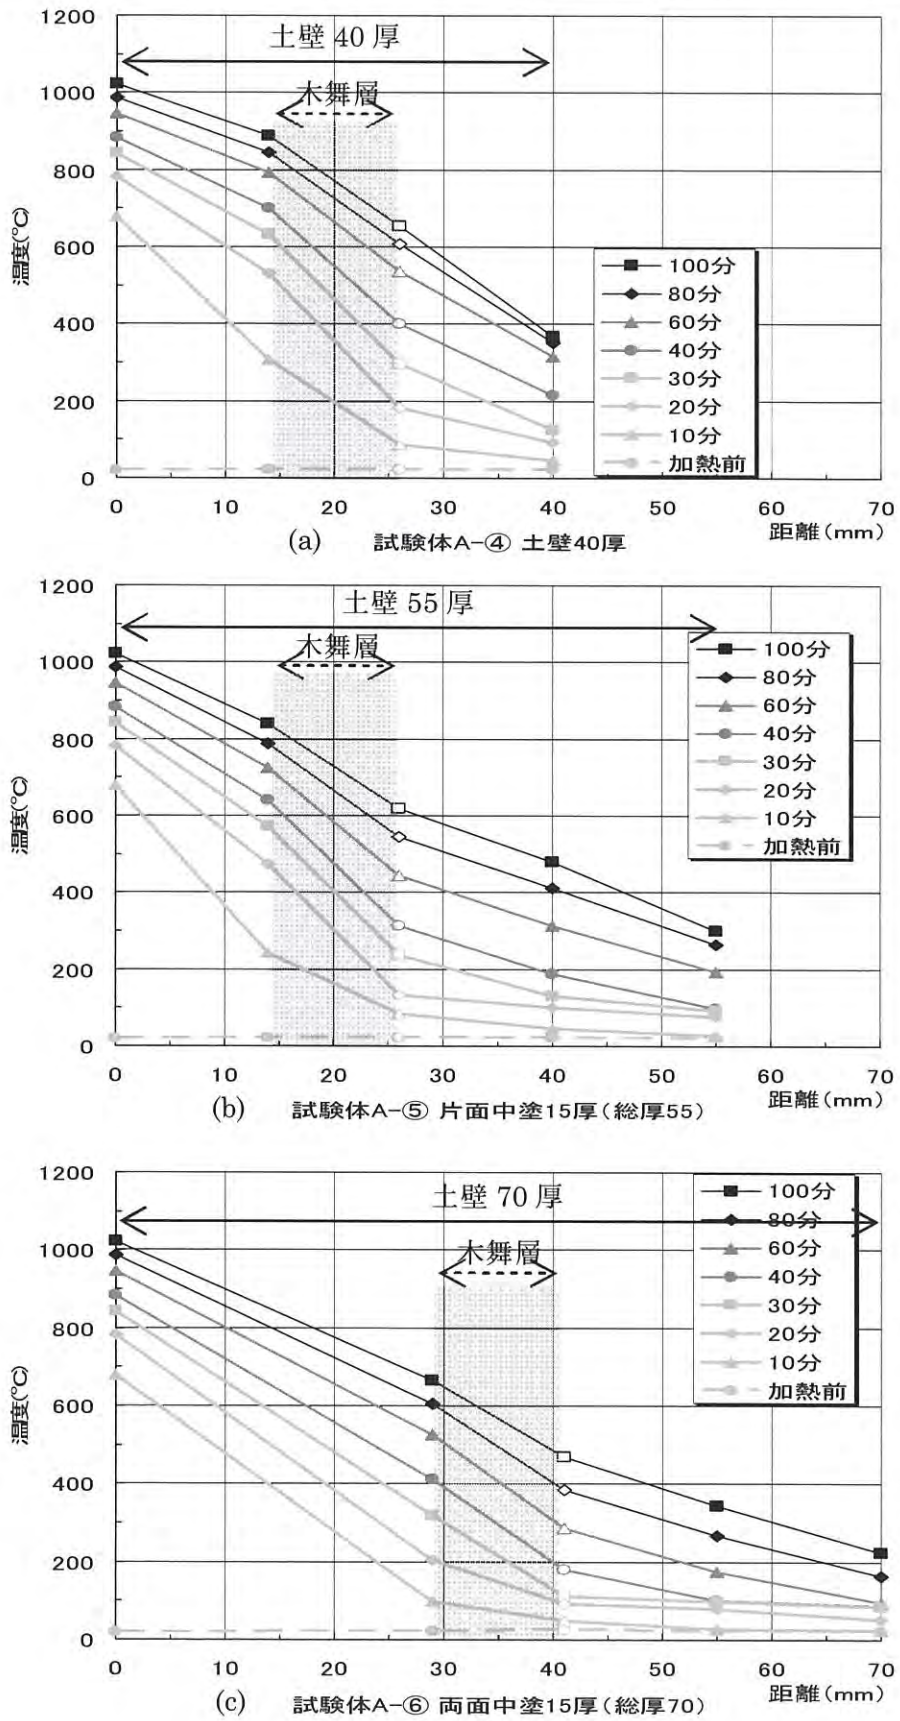 1200
1000
800
600
400
200
0
温度(℃)
土壁 40 厚
木舞層
100分
80分
60分
40分
30分
20分
10分
加熱前
0 10 20 30 40 50 60 70
距離(mm)
(a) 試験体A-④ 土壁40厚
1200
1000
800
600
400
200
0
温度(℃)
土壁 55 厚
木舞層
100分
80分
60分
40分
30分
20分
10分
加熱前
0 10 20 30 40 50 60 70
距離(mm)
(b) 試験体A-⑤ 片面中塗15厚(総厚55)
1200
1000
800
600
400
200
0
温度(℃)
土壁 70 厚
木舞層
100分
80分
60分
40分
30分
20分
10分
加熱前
0 10 20 30 40 50 60 70
距離(mm)
(c) 試験体A-⑥ 両面中塗15厚(総厚70)